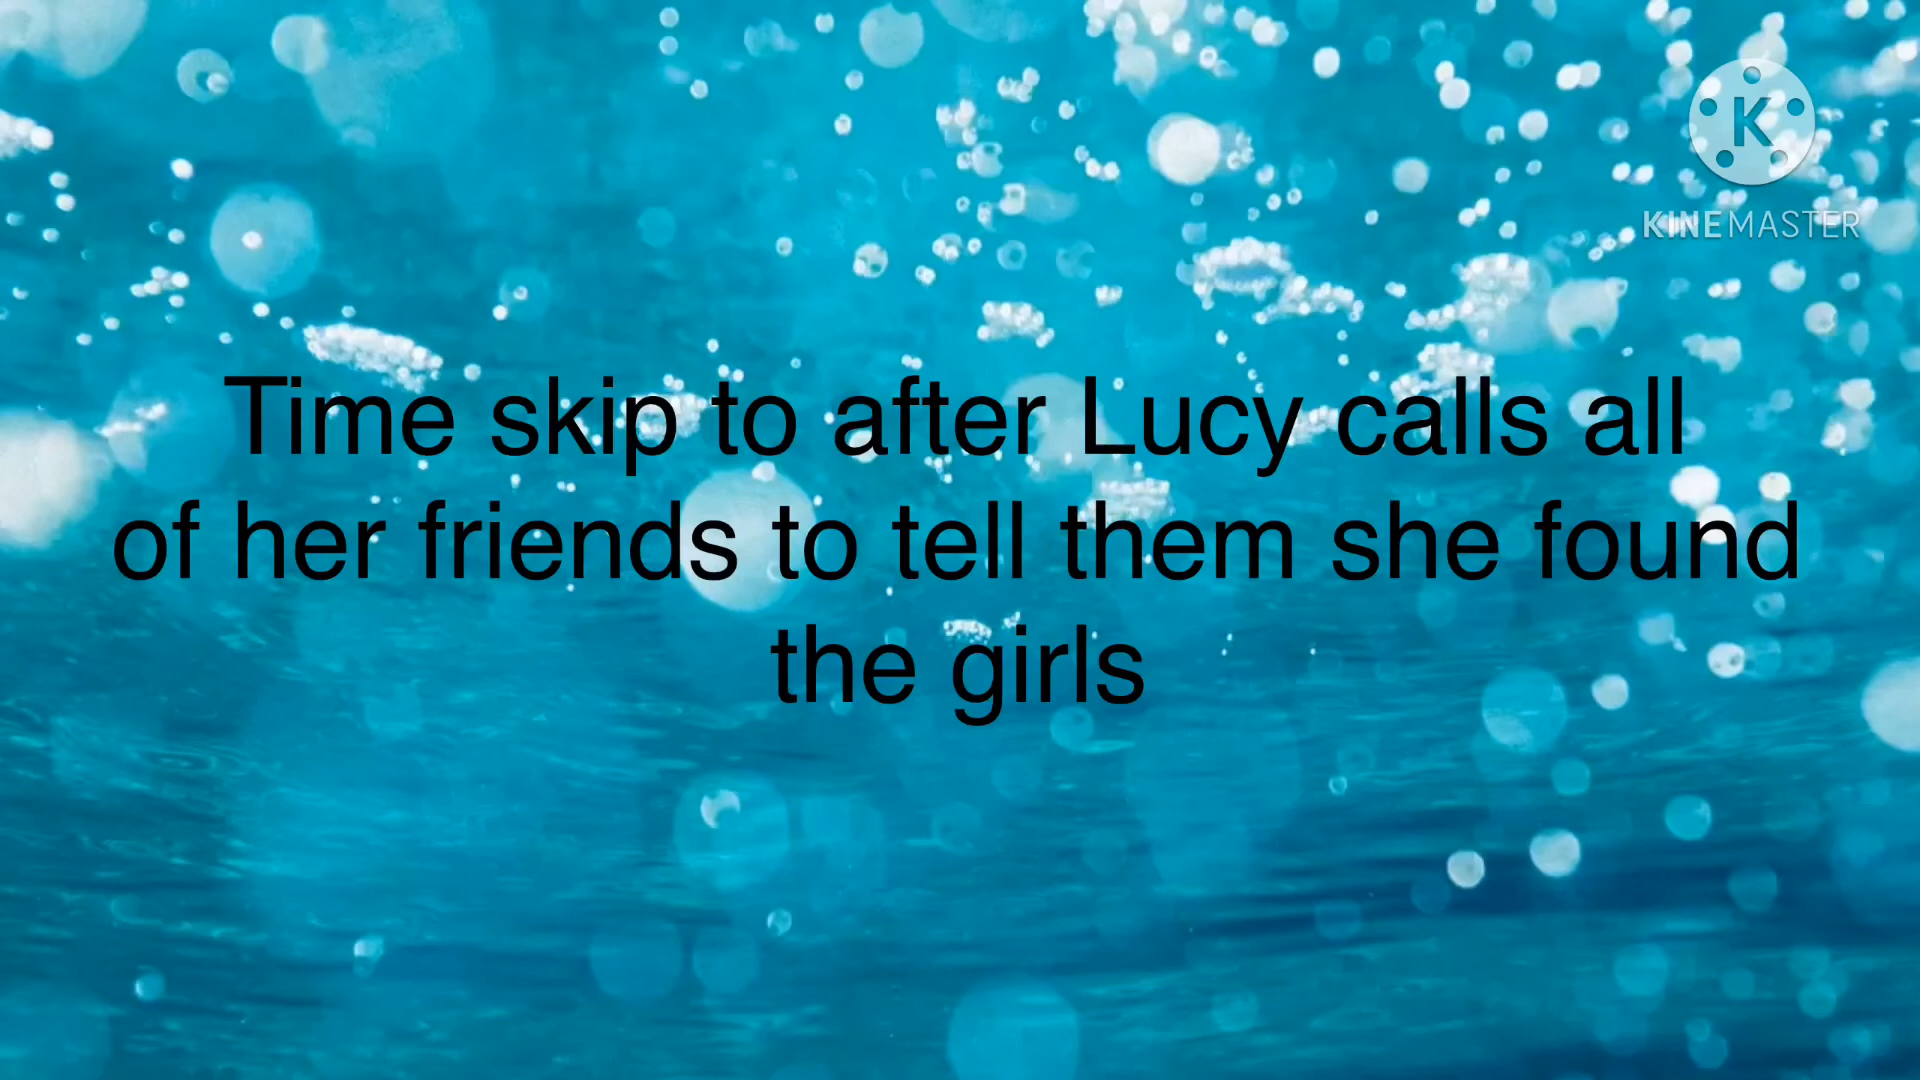 K
KINEMASTER
Time skip to after Lucy calls all
of her friends to tell them she found
the girls